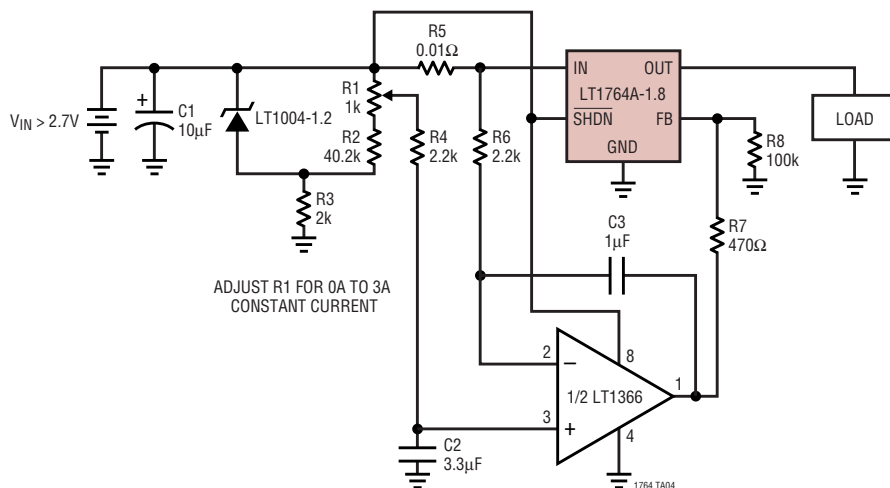 R5
0.01Ω
IN
OUT
LT1764A-1.8
SHDN
FB
GND
LOAD
R1
1k
VIN > 2.7V
+
C1
10µF
LT1004-1.2
R2
40.2k
R4
2.2k
R6
2.2k
R8
100k
R3
2k
C3
1µF
R7
470Ω
ADJUST R1 FOR 0A TO 3A
CONSTANT CURRENT
2
–
8
1/2 LT1366
1
3
+
4
C2
3.3µF
1764 TA04